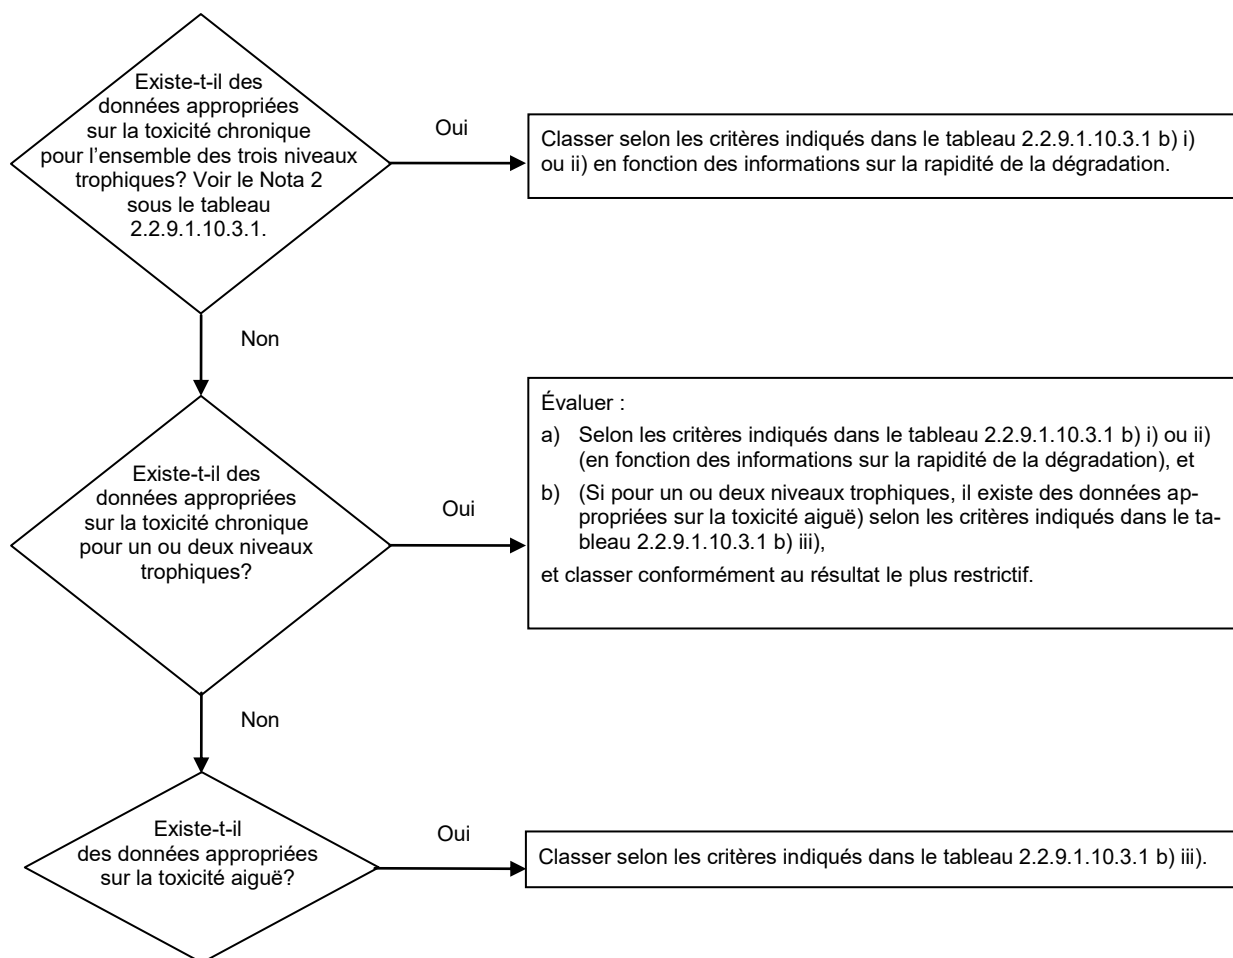 Existe-t-il des
données appropriées
sur la toxicité chronique
pour l'ensemble des trois niveaux
trophiques? Voir le Nota 2
sous le tableau
2.2.9.1.10.3.1.
Oui
Classer selon les critères indiqués dans le tableau 2.2.9.1.10.3.1 b) i)
ou ii) en fonction des informations sur la rapidité de la dégradation.
Non
Existe-t-il des
données appropriées
sur la toxicité chronique
pour un ou deux niveaux
trophiques?
Oui
Évaluer :
a) Selon les critères indiqués dans le tableau 2.2.9.1.10.3.1 b) i) ou ii)
(en fonction des informations sur la rapidité de la dégradation), et
b) (Si pour un ou deux niveaux trophiques, il existe des données ap-
propriées sur la toxicité aiguë) selon les critères indiqués dans le ta-
bleau 2.2.9.1.10.3.1 b) iii),
et classer conformément au résultat le plus restrictif.
Non
Existe-t-il
des données appropriées
sur la toxicité aiguë?
Oui
Classer selon les critères indiqués dans le tableau 2.2.9.1.10.3.1 b) iii).